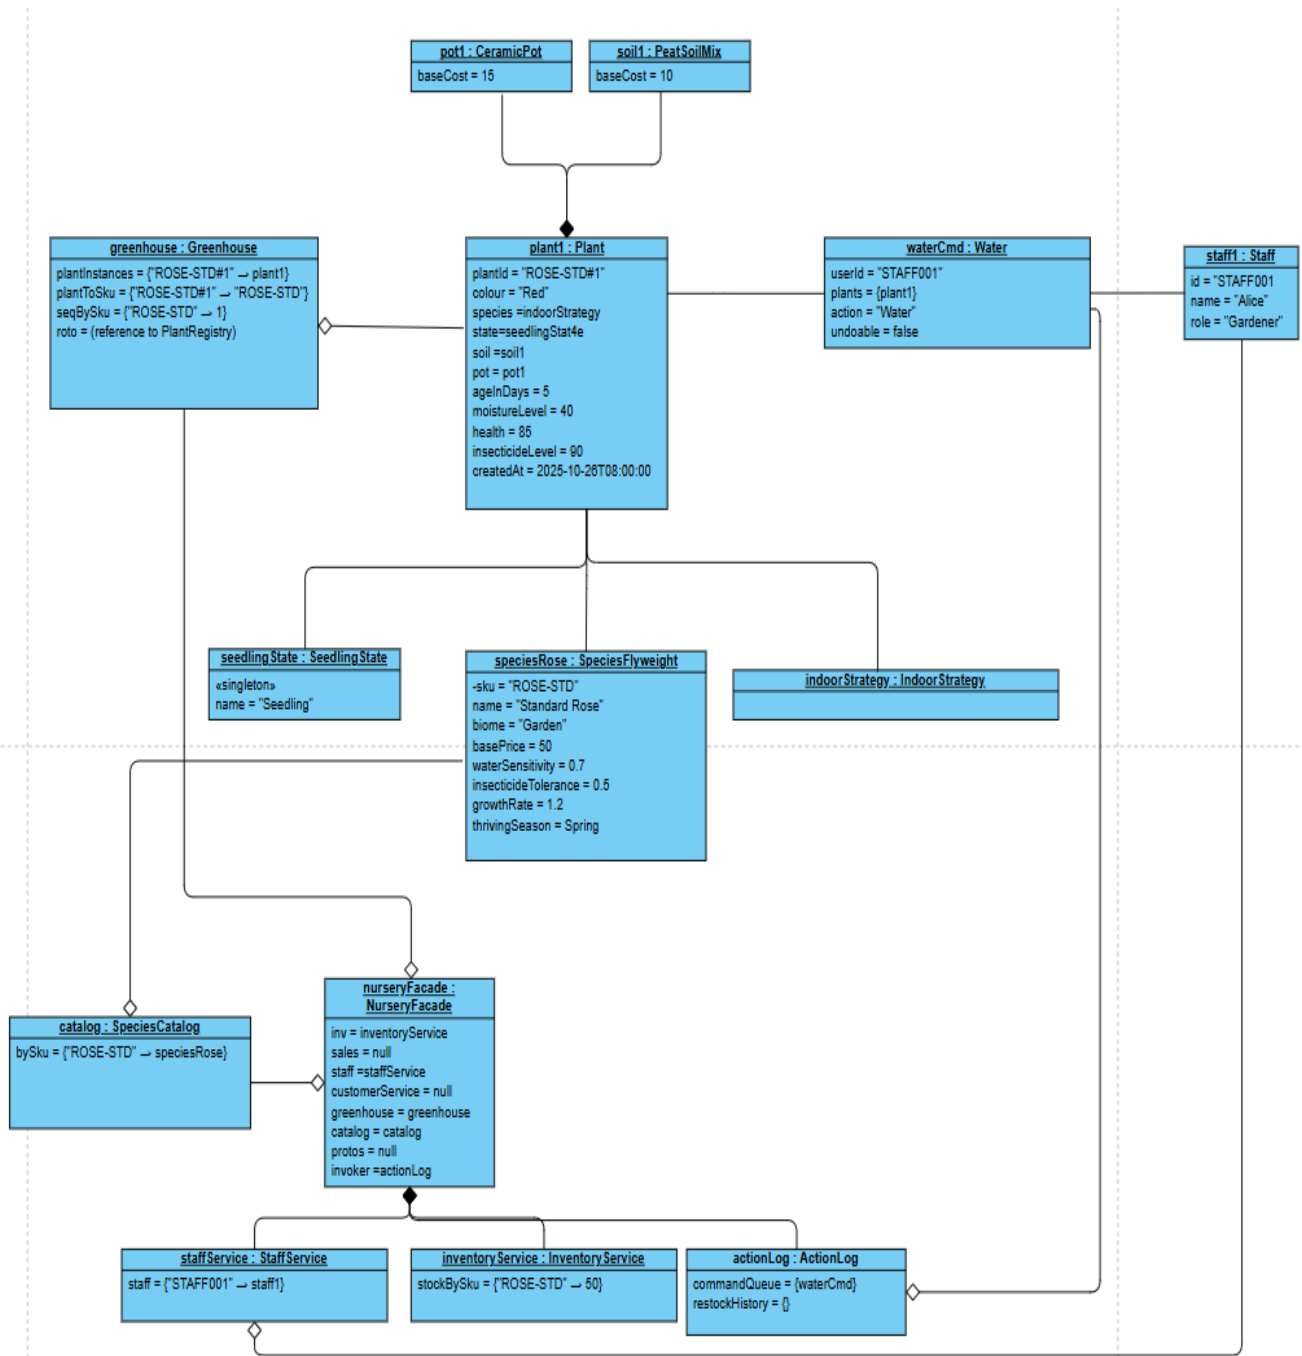 pot1 : CeramicPot
baseCost = 15
soil1 : PeatSoilMix
baseCost = 10
greenhouse : Greenhouse
plantInstances = {"ROSE-STD#1" → plant1}
plantToSku = {"ROSE-STD#1" → "ROSE-STD"}
seqBySku = {"ROSE-STD" → 1}
roto = (reference to PlantRegistry)
plant1 : Plant
plantId = "ROSE-STD#1"
colour = "Red"
species =indoorStrategy
state=seedlingStat4e
soil =soil1
pot = pot1
ageInDays = 5
moistureLevel = 40
health = 85
insecticideLevel = 90
createdAt = 2025-10-26T08:00:00
waterCmd : Water
userId = "STAFF001"
plants = {plant1}
action = "Water"
undoable = false
staff1 : Staff
id = "STAFF001
name = "Alice"
role = "Gardener"
seedlingState : SeedlingState
«singleton»
name = "Seedling"
speciesRose : SpeciesFlyweight
-sku = "ROSE-STD"
name = "Standard Rose"
biome = "Garden"
basePrice = 50
waterSensitivity = 0.7
insecticideTolerance = 0.5
growthRate = 1.2
thrivingSeason = Spring
indoorStrategy : IndoorStrategy
catalog : SpeciesCatalog
bySku = {"ROSE-STD" → speciesRose}
nurseryFacade :
NurseryFacade
inv = inventoryService
sales = null
staff =staffService
customerService = null
greenhouse = greenhouse
catalog = catalog
protos = null
invoker =actionLog
staffService : StaffService
staff = {"STAFF001" → staff1}
inventoryService : InventoryService
stockBySku = {"ROSE-STD" → 50}
actionLog : ActionLog
commandQueue = {waterCmd}
restockHistory = {}